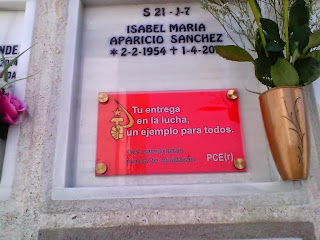 S 21 - J-7
ISABEL MARIA
APARICIO SANCHEZ
*2-2-1954 †1-4-20
NDE
2014
Tu entrega
en la lucha,
un ejemplo para todos.
PCE(r)